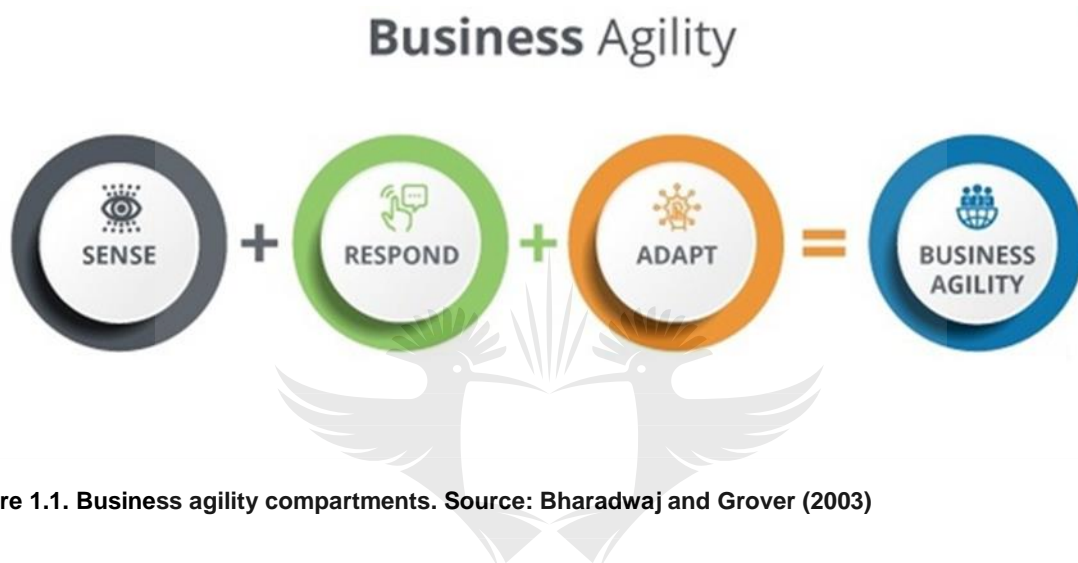 Business Agility
SENSE + RESPOND + ADAPT = BUSINESS AGILITY
re 1.1. Business agility compartments. Source: Bharadwaj and Grover (2003)